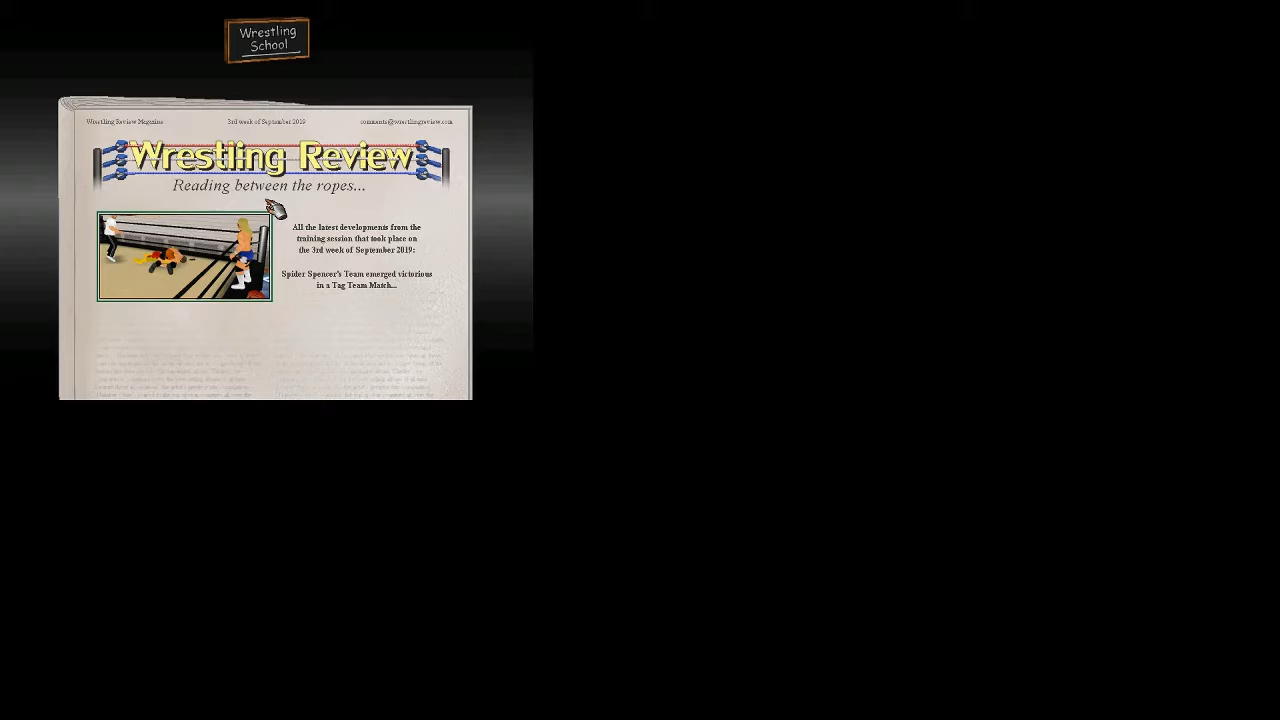 Wrestling
School
Wrestling Review Magazine
3rd week of September 2019
comments@wrestlingreview.com
Wrestling Review
Reading between the ropes...
All the latest developments from the
training session that took place on
the 3rd week of September 2019:
Spider Spencer's Team emerged victorious
in a Tag Team Match...